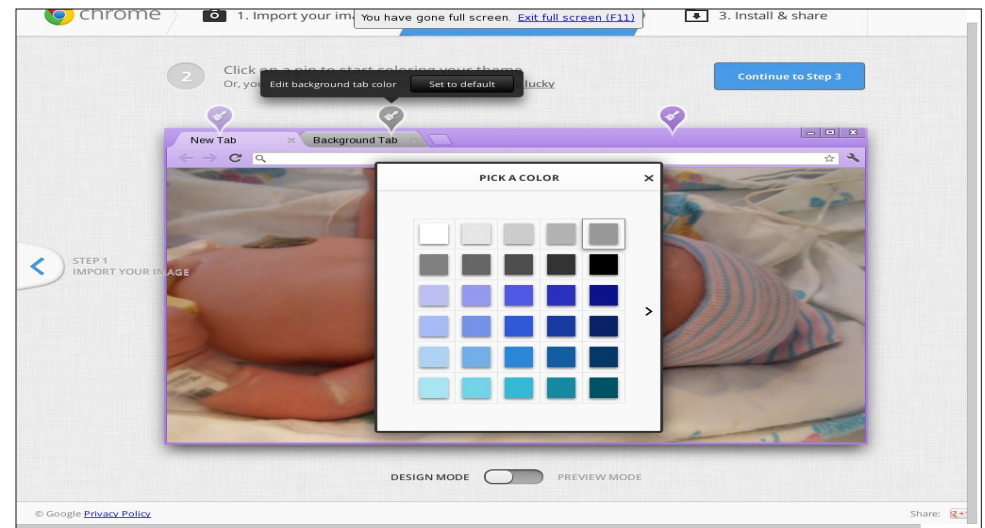 chrome
1. Import your im
You have gone full screen. Exit full screen (F11)
3. Install & share
2
Click on a pin to start coloring your theme
Or, you
lucky
Edit background tab color
Set to default
Continue to Step 3
New Tab
Background Tab
PICK A COLOR
STEP 1
IMPORT YOUR IMAGE
DESIGN MODE
PREVIEW MODE
© Google Privacy Policy
Share: